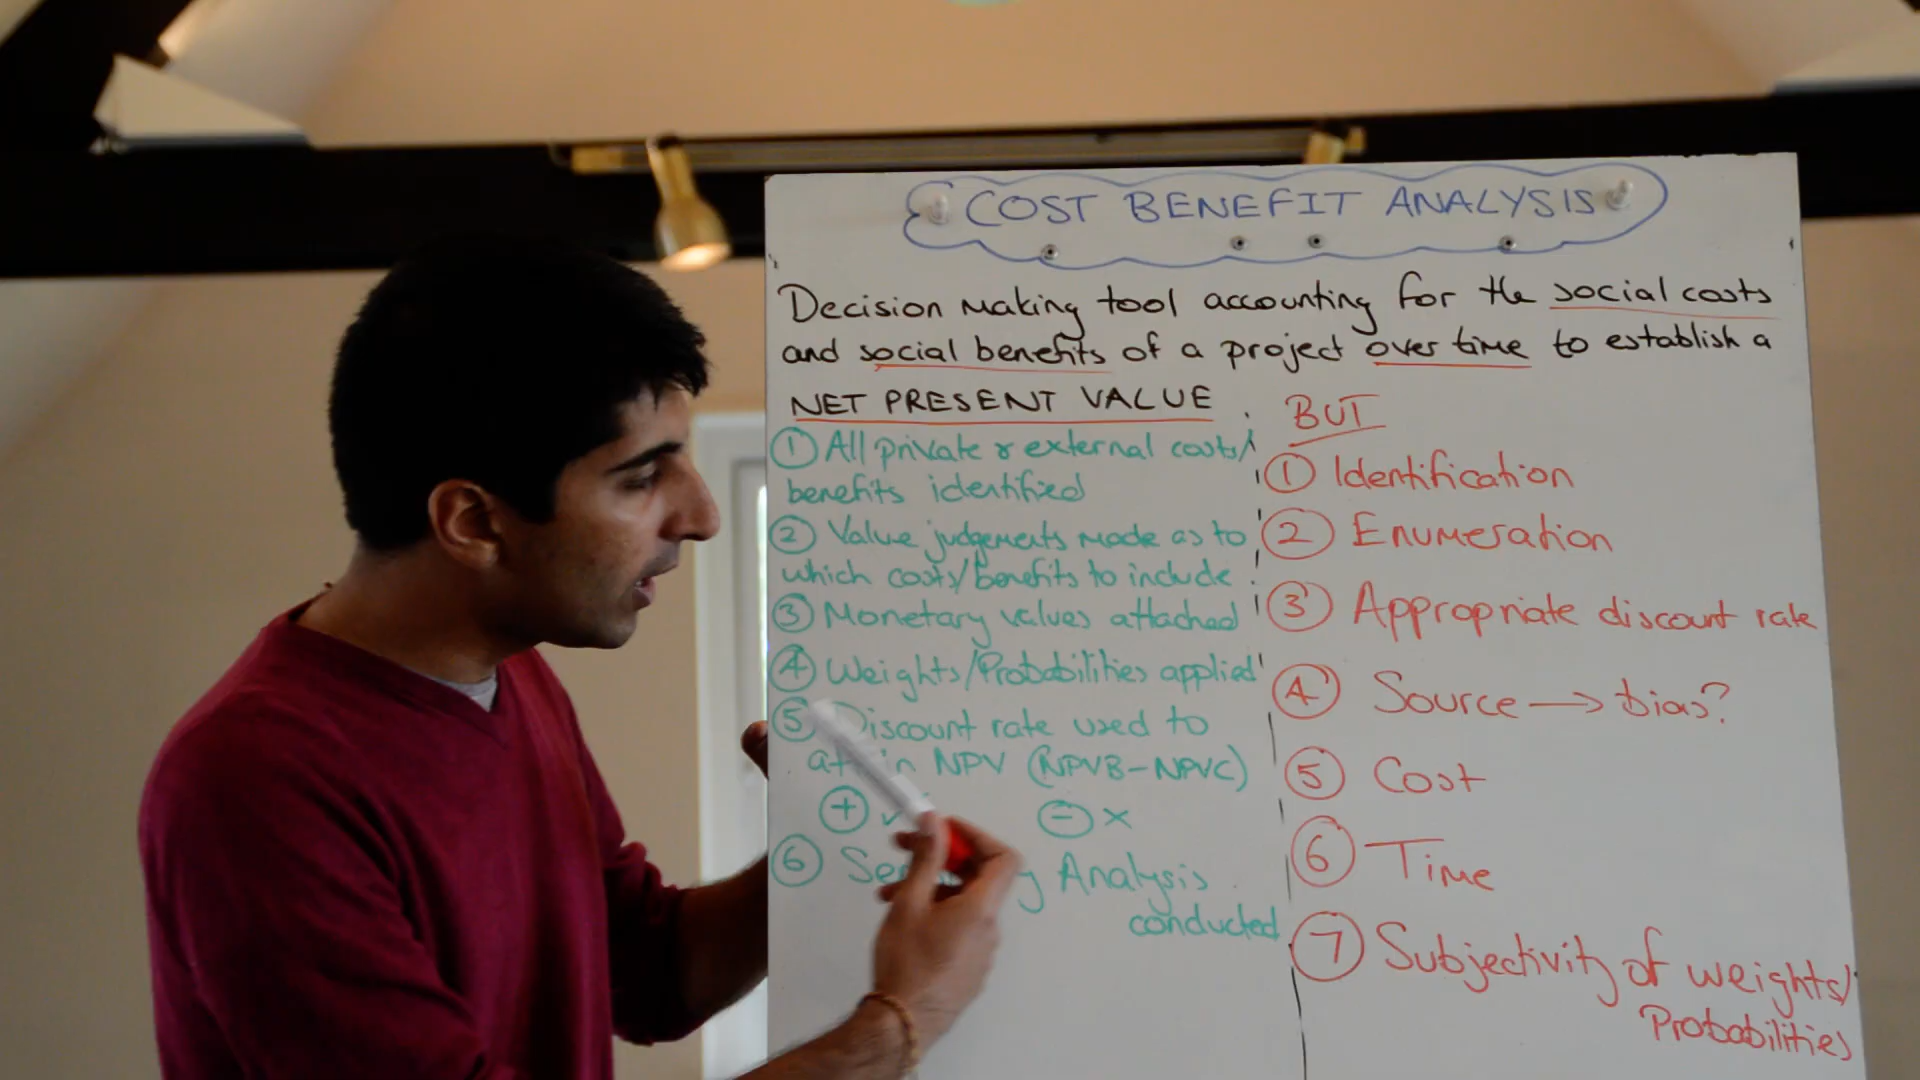 COST BENEFIT ANALYSIS
Decision making tool accounting for the social costs
and social benefits of a project over time to establish a
NET PRESENT VALUE
① All private & external costs/
benefits identified
② Value judgements made as to
which costs/benefits to include
③ Monetary values attached
④ Weights/Probabilities applied
⑤ Discount rate used to
NPV (NPVB-NPVC)
+ ✓ - ×
⑥ Analysis
conducted
BUT
① Identification
② Enumeration
③ Appropriate discount rate
④ Source → bias?
⑤ Cost
⑥ Time
⑦ Subjectivity of weights/
Probabilities